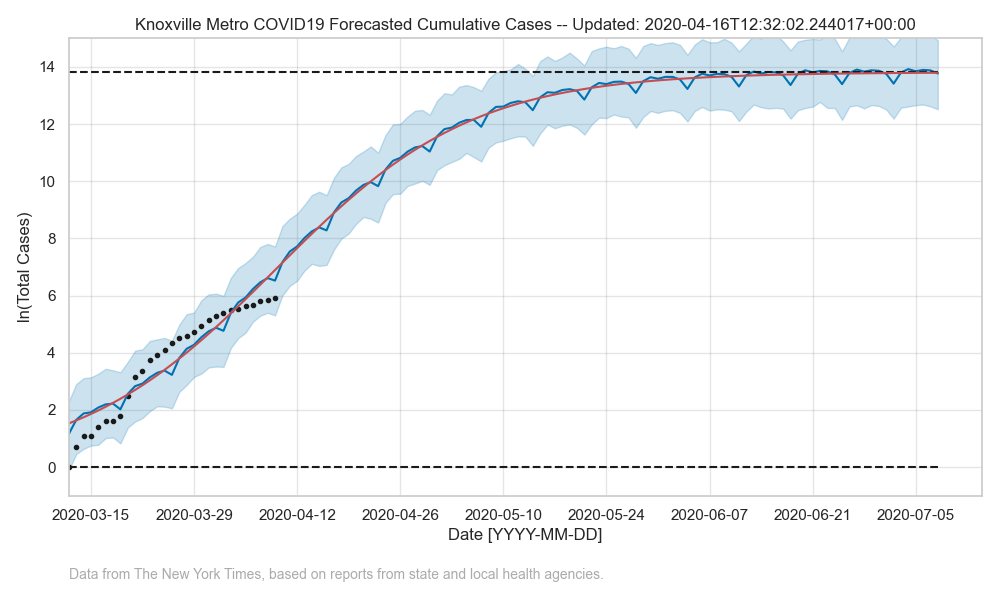 Knoxville Metro COVID19 Forecasted Cumulative Cases -- Updated: 2020-04-16T12:32:02.244017+00:00
ln(Total Cases)
14
12
10
8
6
4
2
0
2020-03-15 2020-03-29 2020-04-12 2020-04-26 2020-05-10 2020-05-24 2020-06-07 2020-06-21 2020-07-05
Date [YYYY-MM-DD]
Data from The New York Times, based on reports from state and local health agencies.